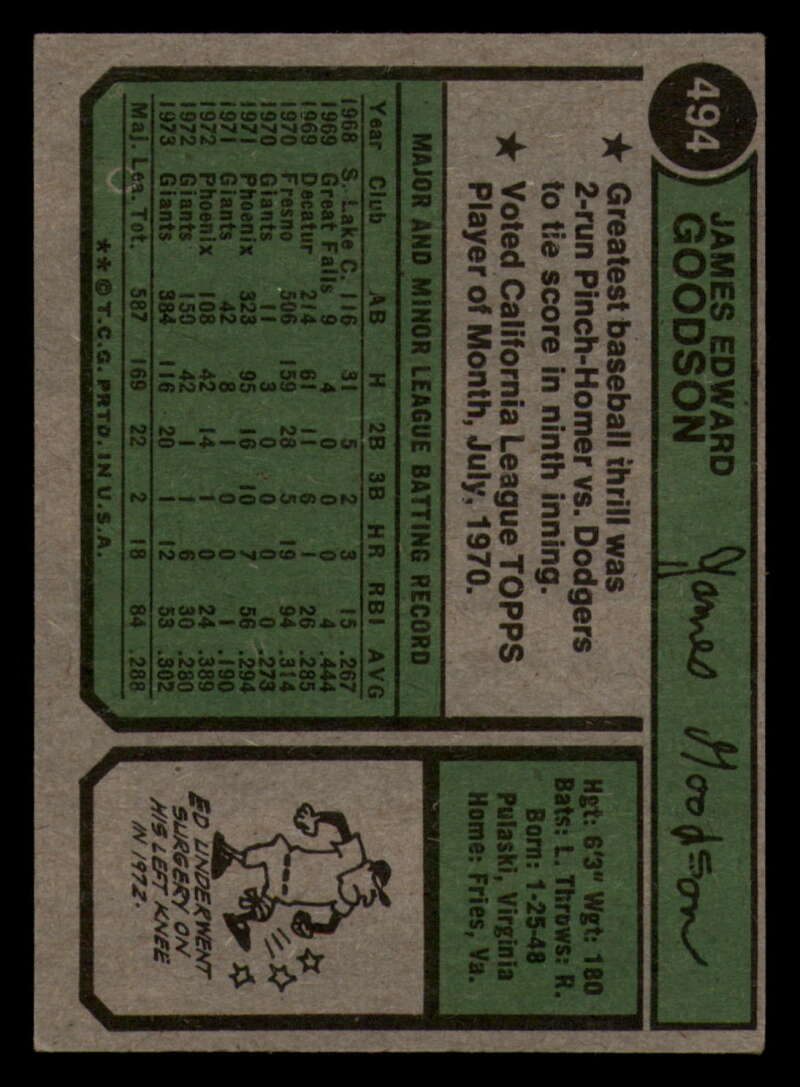 494
JAMES EDWARD
GOODSON
James Goodson
★ Greatest baseball thrill was
2-run Pinch-Homer vs. Dodgers
to tie score in ninth inning.
★ Voted California League TOPPS
Player of Month, July, 1970.
MAJOR AND MINOR LEAGUE BATTING RECORD
Year Club AB H 2B 3B HR RBI AVG
1968 S. Lake C. 116 31 5 2 3 15 .267
1969 Great Falls 9 4 0 0 0 4 .444
1969 Decatur 214 61 11 6 1 26 .285
1970 Fresno 506 159 28 5 19 94 .314
1970 Giants 11 3 0 0 0 0 .273
1971 Phoenix 323 95 16 10 7 56 .294
1971 Giants 42 8 1 0 0 1 .190
1972 Phoenix 108 42 14 1 0 24 .389
1972 Giants 150 42 1 1 6 30 .280
1973 Giants 384 116 20 1 12 53 .302
Maj. Lea. Tot. 587 169 22 2 18 84 .288
**© T.C.G. PRTD. IN U.S.A.
Hgt: 6'3" Wgt: 180
Bats: L. Throws: R.
Born: 1-25-48
Pulaski, Virginia
Home: Fries, Va.
ED UNDERWENT
SURGERY ON
HIS LEFT KNEE
IN 1972.